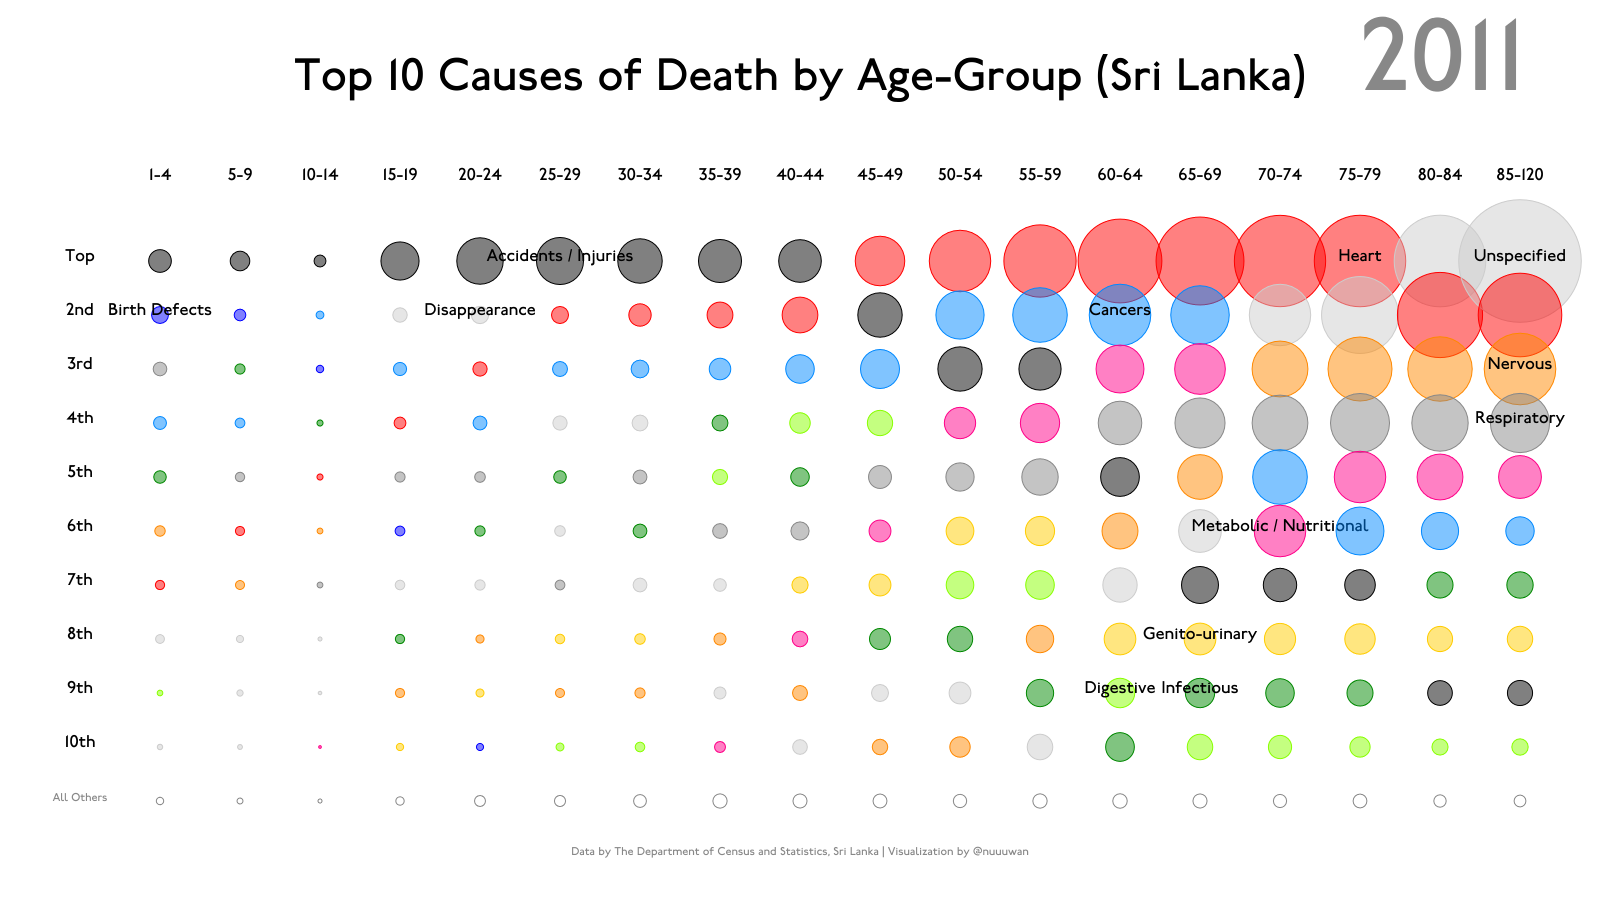 2011
Top 10 Causes of Death by Age-Group (Sri Lanka)
1-4 5-9 10-14 15-19 20-24 25-29 30-34 35-39 40-44 45-49 50-54 55-59 60-64 65-69 70-74 75-79 80-84 85-120
Top Accidents / Injuries Heart Unspecified
2nd Birth Defects Disappearance Cancers
3rd Nervous
4th Respiratory
5th
6th Metabolic / Nutritional
7th
8th Genito-urinary
9th Digestive Infectious
10th
All Others
Data by The Department of Census and Statistics, Sri Lanka | Visualization by @nuuuwan